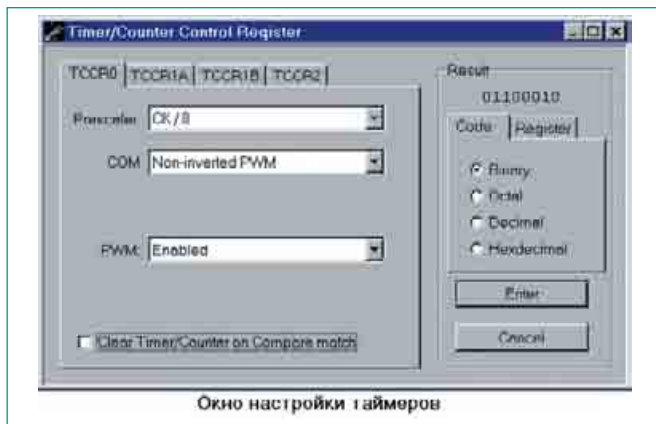 Timer/Counter Control Register
TCCR0 TCCR1A TCCR1B TCCR2
Prescaler CK/8
COM Non-inverted PWM
PWM: Enabled
Clear Timer/Counter on Compare match
Result
01100010
Code Register
Binary
Octal
Decimal
Hexdecimal
Enter
Cancel
Окно настройки таймеров